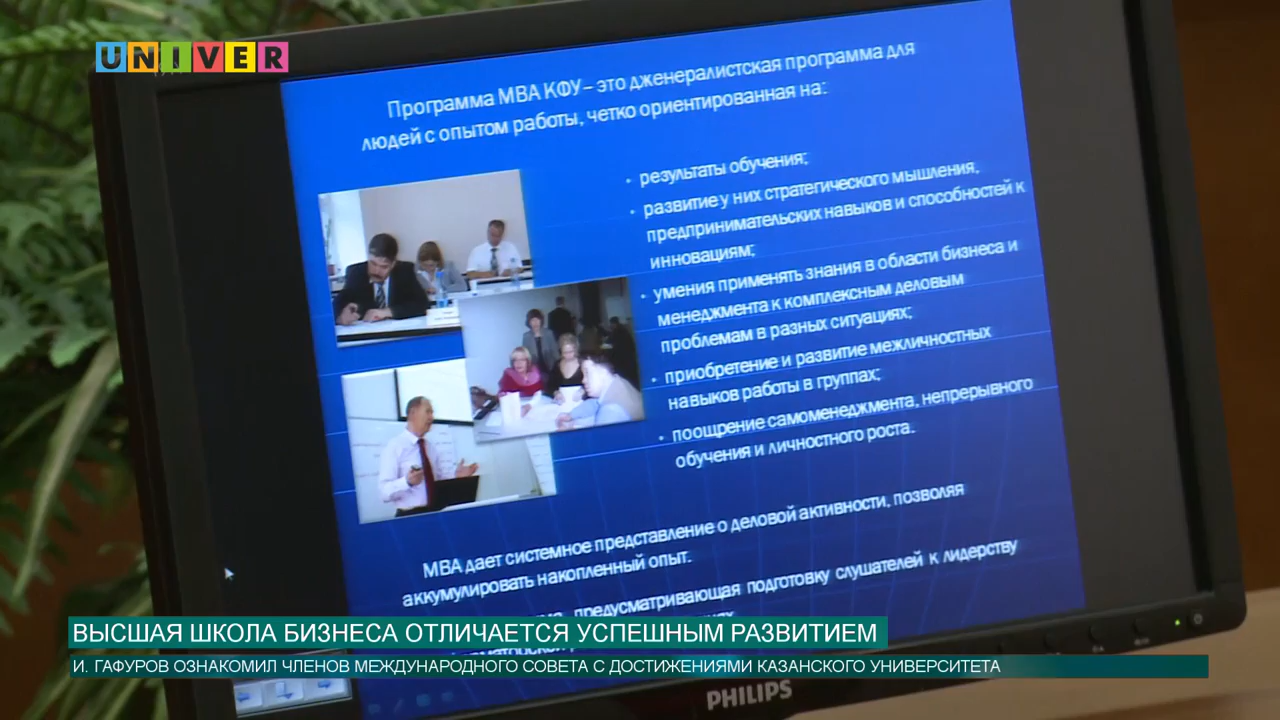 UNIVER
Программа МВА КФУ – это дженералистская программа для
людей с опытом работы, четко ориентированная на:
• результаты обучения;
• развитие у них стратегического мышления,
предпринимательских навыков и способностей к
инновациям;
• умения применять знания в области бизнеса и
менеджмента к комплексным деловым
проблемам в разных ситуациях;
• приобретение и развитие межличностных
навыков работы в группах;
• поощрение самоменеджмента, непрерывного
обучения и личностного роста.
МВА дает системное представление о деловой активности, позволяя
аккумулировать накопленный опыт.
предусматривающая подготовку слушателей к лидерству
ВЫСШАЯ ШКОЛА БИЗНЕСА ОТЛИЧАЕТСЯ УСПЕШНЫМ РАЗВИТИЕМ
И. ГАФУРОВ ОЗНАКОМИЛ ЧЛЕНОВ МЕЖДУНАРОДНОГО СОВЕТА С ДОСТИЖЕНИЯМИ КАЗАНСКОГО УНИВЕРСИТЕТА
PHILIPS